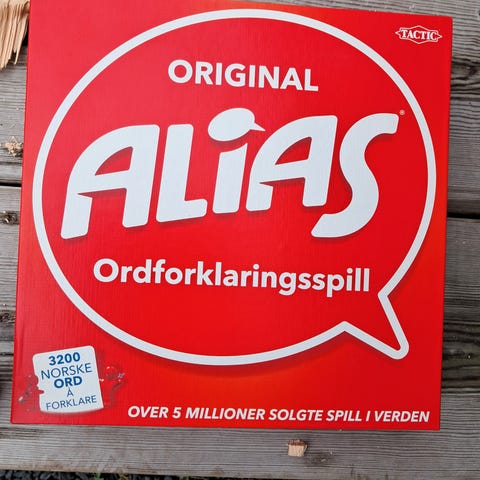 TACTIC
ORIGINAL
ALiAS®
Ordforklaringsspill
3200
NORSKE
ORD
Å
FORKLARE
OVER 5 MILLIONER SOLGTE SPILL I VERDEN